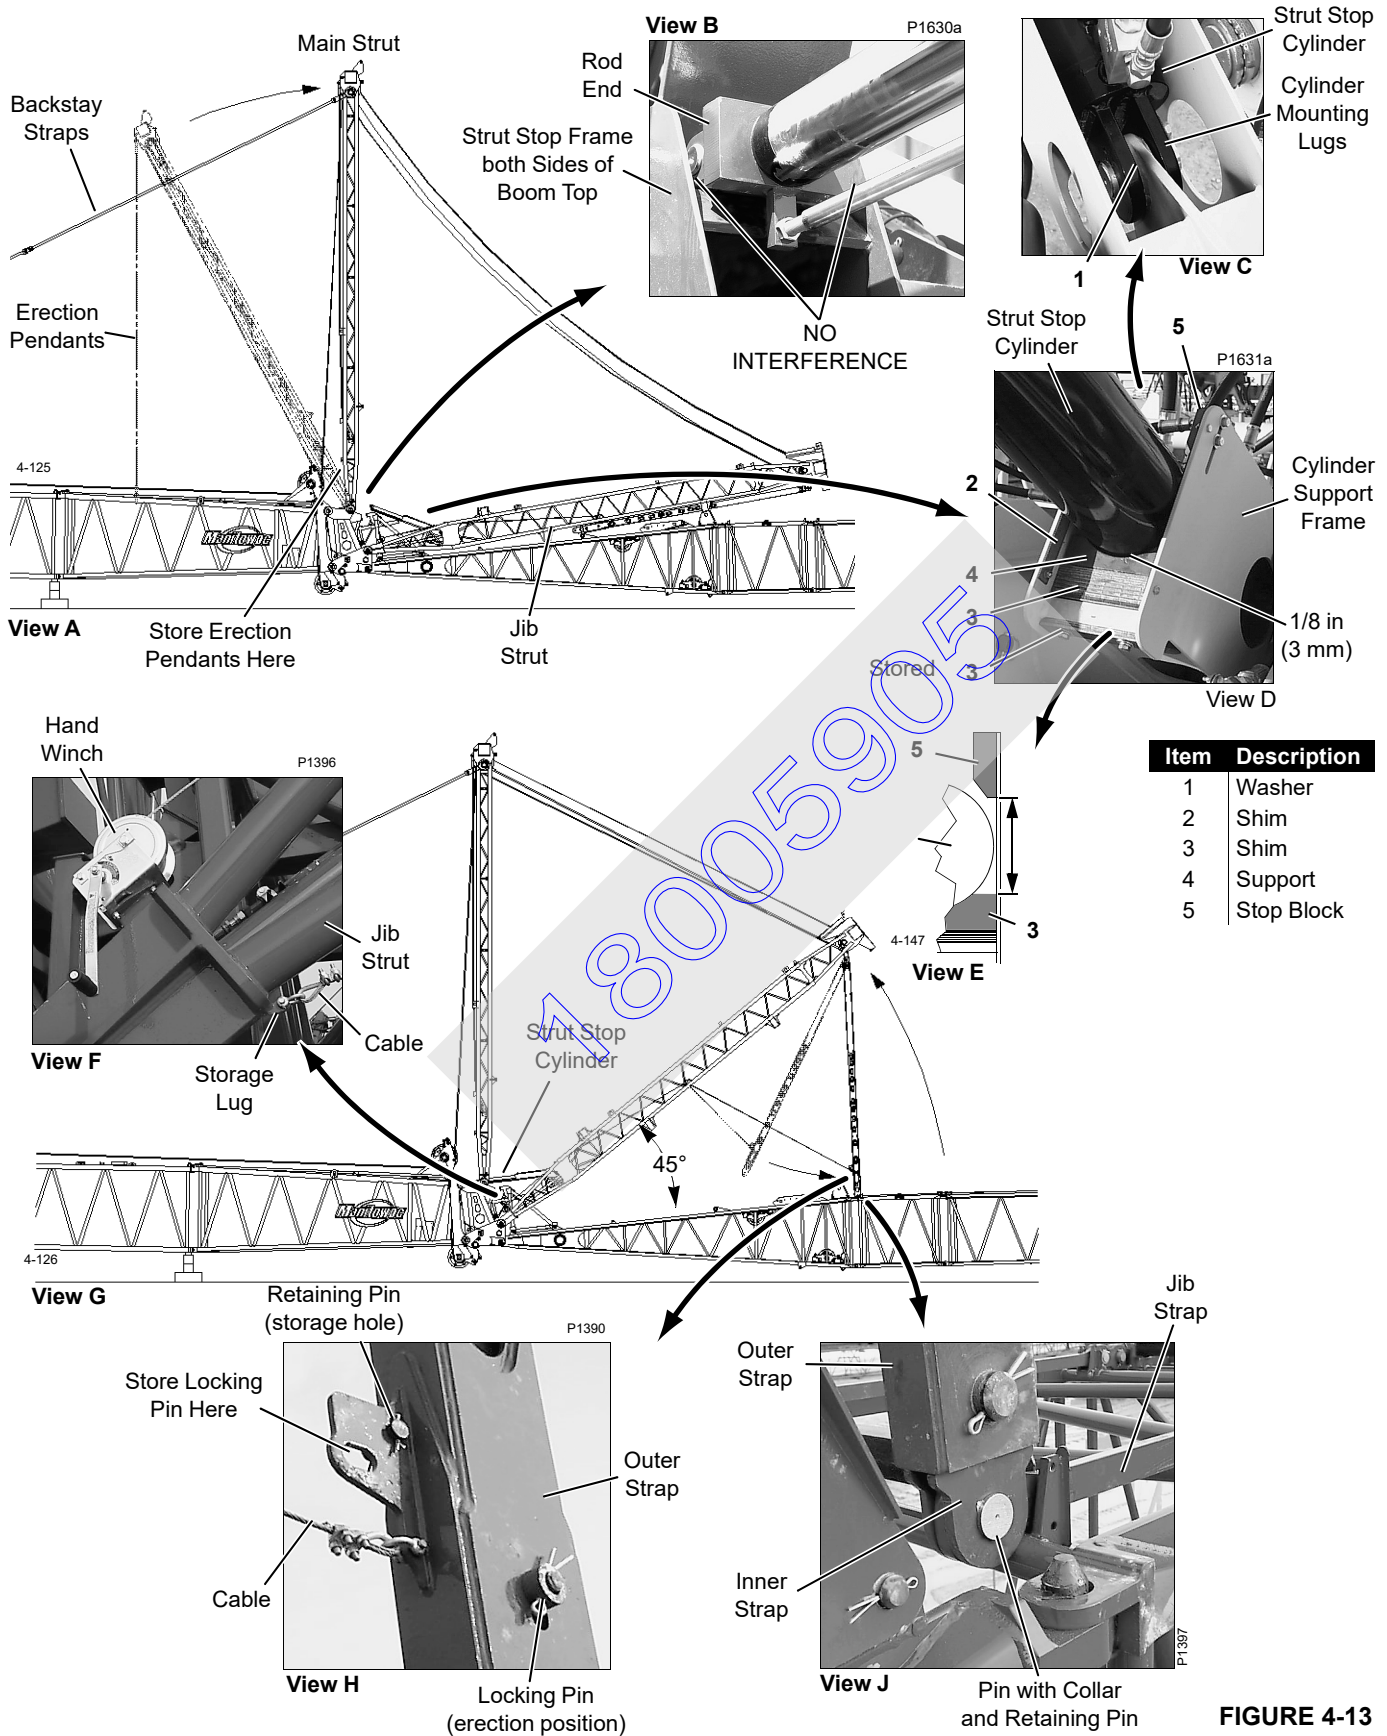 View B
P1630a
Strut Stop
Cylinder
Main Strut
Rod
End
Cylinder
Mounting
Lugs
Backstay
Straps
Strut Stop Frame
both Sides of
Boom Top
1
View C
Erection
Pendants
NO
INTERFERENCE
Strut Stop
Cylinder
5
P1631a
4-125
2
Cylinder
Support
Frame
Manitowoc
4
3
1/8 in
(3 mm)
View A
Store Erection
Pendants Here
Jib
Strut
Stored
3
View D
Hand
Winch
P1396
5
Item Description
1 Washer
2 Shim
3 Shim
4 Support
5 Stop Block
18005905
Jib
Strut
4-147
3
View E
Cable
View F
Storage
Lug
Strut Stop
Cylinder
45°
Manitowoc
4-126
View G
Retaining Pin
(storage hole)
P1390
Jib
Strap
Outer
Strap
Store Locking
Pin Here
Outer
Strap
Cable
Inner
Strap
P1397
View H
Locking Pin
(erection position)
View J
Pin with Collar
and Retaining Pin
FIGURE 4-13